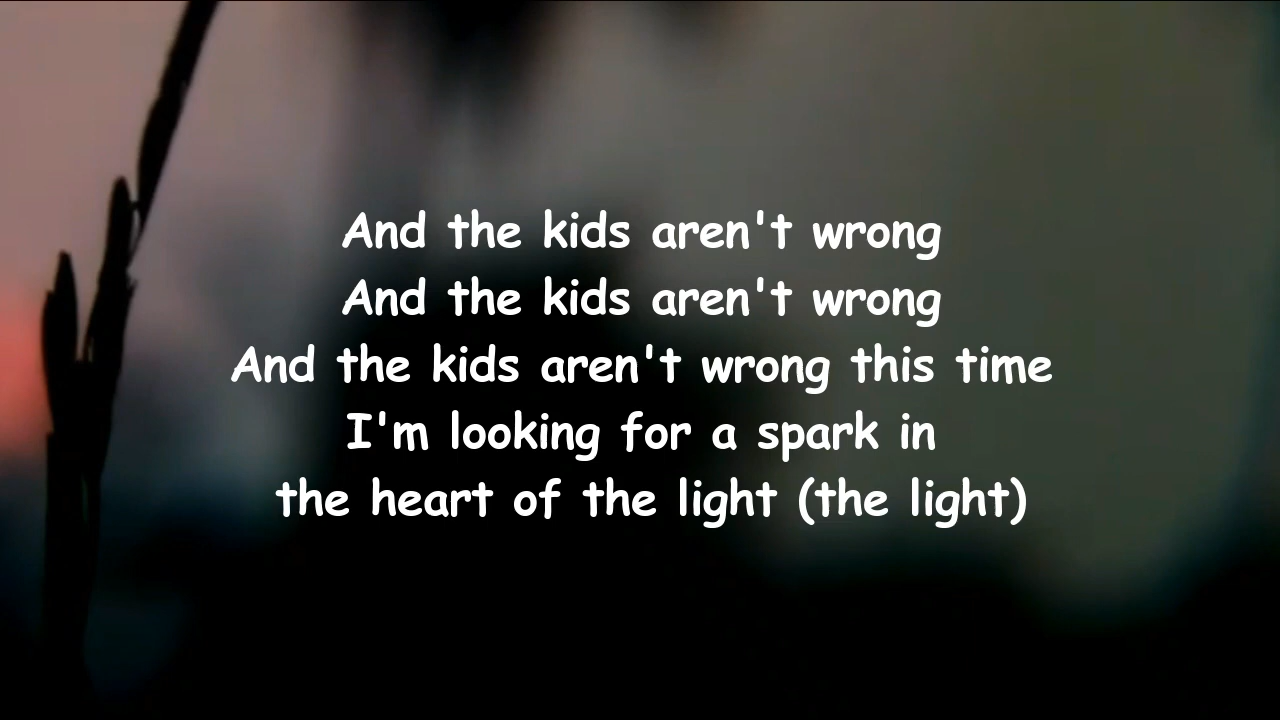 And the kids aren't wrong
And the kids aren't wrong
And the kids aren't wrong this time
I'm looking for a spark in
the heart of the light (the light)